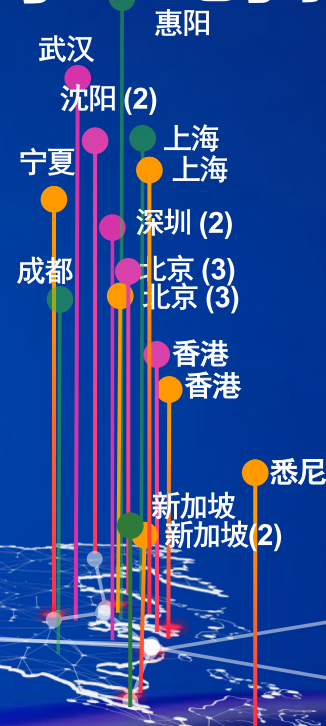 惠阳
武汉
沈阳 (2)
上海
宁夏
上海
深圳 (2)
成都
北京 (3)
北京 (3)
香港
香港
悉尼
新加坡
新加坡(2)